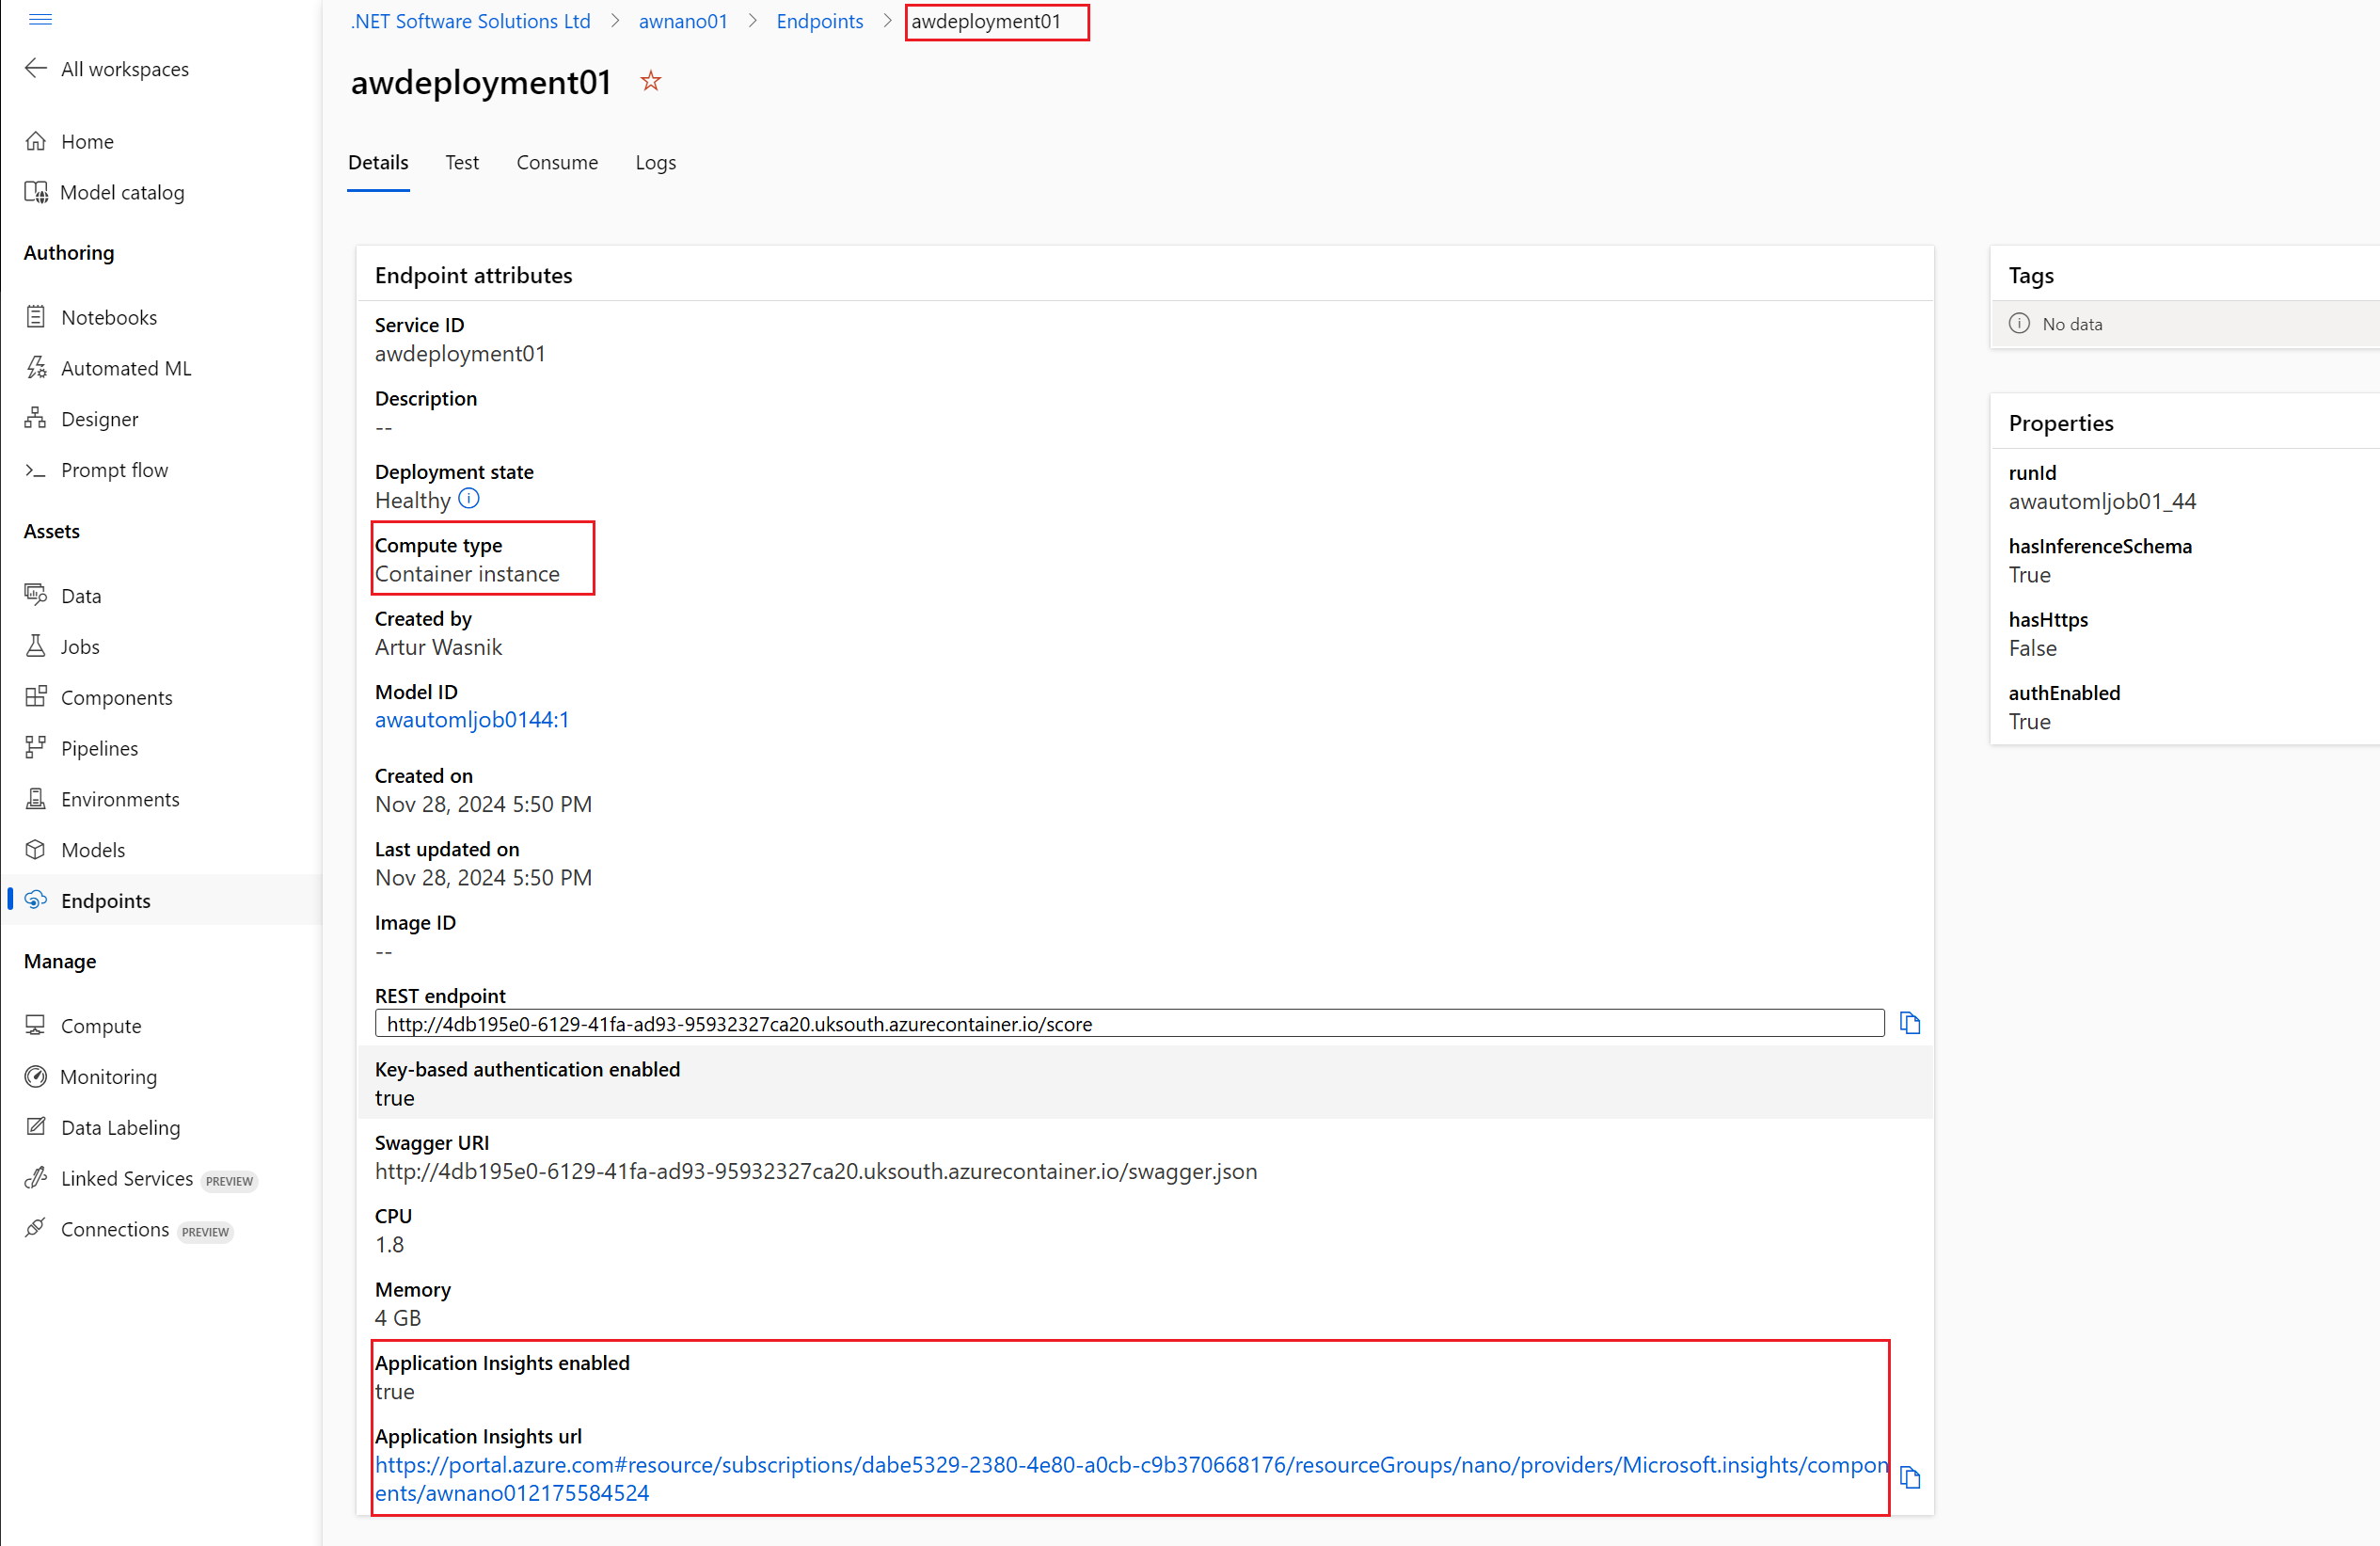 .NET Software Solutions Ltd > awnano01 > Endpoints > awdeployment01
All workspaces
Home
Model catalog
Authoring
Notebooks
Automated ML
Designer
Prompt flow
Assets
Data
Jobs
Components
Pipelines
Environments
Models
Endpoints
Manage
Compute
Monitoring
Data Labeling
Linked Services PREVIEW
Connections PREVIEW
awdeployment01
Details Test Consume Logs
Endpoint attributes
Service ID
awdeployment01
Description
--
Deployment state
Healthy
Compute type
Container instance
Created by
Artur Wasnik
Model ID
awautomljob0144:1
Created on
Nov 28, 2024 5:50 PM
Last updated on
Nov 28, 2024 5:50 PM
Image ID
--
REST endpoint
http://4db195e0-6129-41fa-ad93-95932327ca20.uksouth.azurecontainer.io/score
Key-based authentication enabled
true
Swagger URI
http://4db195e0-6129-41fa-ad93-95932327ca20.uksouth.azurecontainer.io/swagger.json
CPU
1.8
Memory
4 GB
Application Insights enabled
true
Application Insights url
https://portal.azure.com#resource/subscriptions/dabe5329-2380-4e80-a0cb-c9b370668176/resourceGroups/nano/providers/Microsoft.insights/compon
ents/awnano012175584524
Tags
No data
Properties
runId
awautomljob01_44
hasInferenceSchema
True
hasHttps
False
authEnabled
True